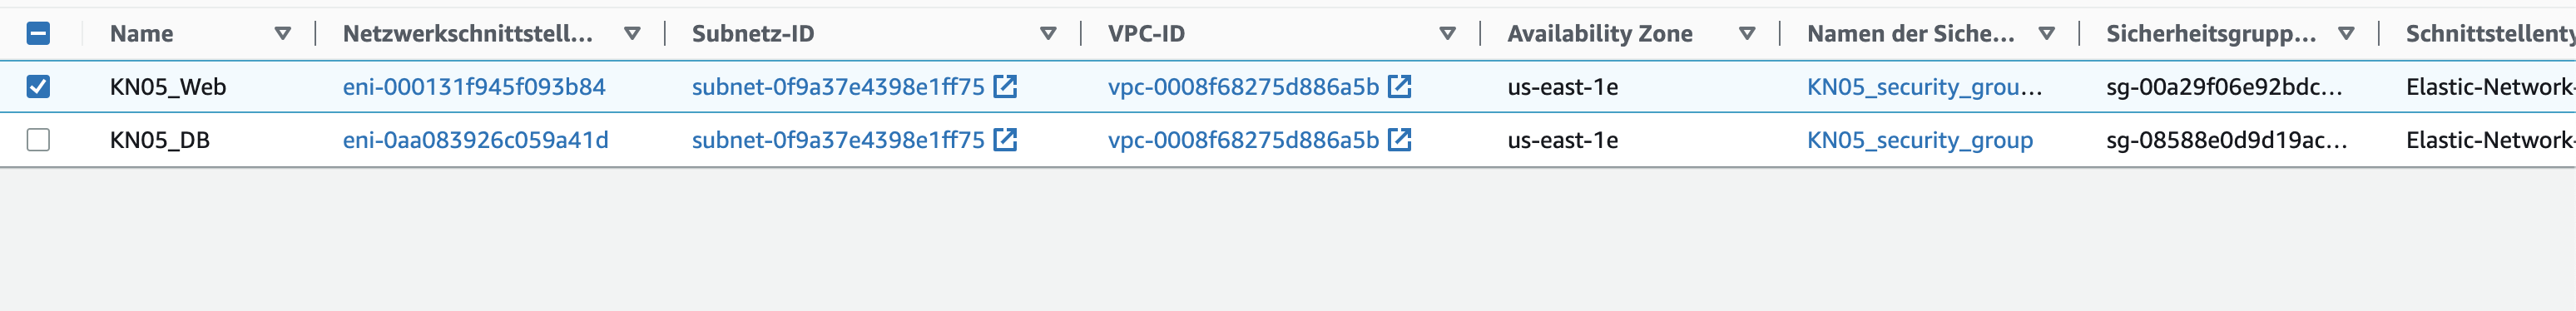 Name Netzwerkschnittstell... Subnetz-ID VPC-ID Availability Zone Namen der Siche... Sicherheitsgrupp... Schnittstellenty
KN05_Web eni-000131f945f093b84 subnet-0f9a37e4398e1ff75 vpc-0008f68275d886a5b us-east-1e KN05_security_grou... sg-00a29f06e92bdc... Elastic-Network-
KN05_DB eni-0aa083926c059a41d subnet-0f9a37e4398e1ff75 vpc-0008f68275d886a5b us-east-1e KN05_security_group sg-08588e0d9d19ac... Elastic-Network-